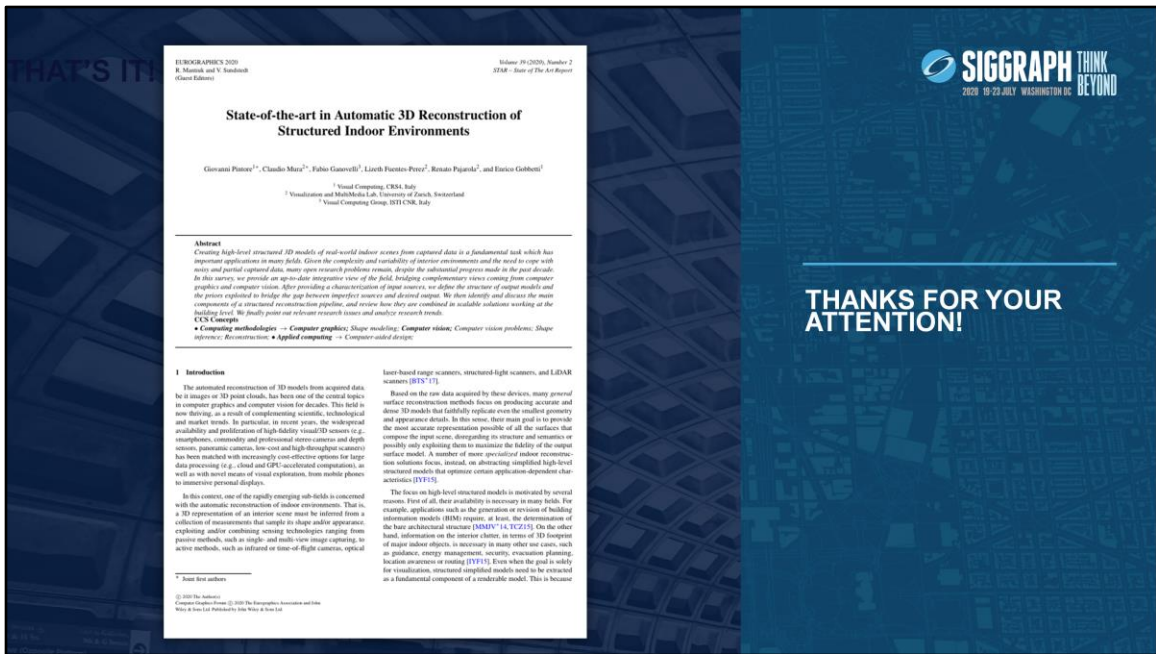 THAT'S IT!
EUROGRAPHICS 2020
R. Mantiuk and V. Sundstedt
(Guest Editors)
Volume 39 (2020), Number 2
STAR – State of The Art Report
State-of-the-art in Automatic 3D Reconstruction of
Structured Indoor Environments
Giovanni Pintore1*, Claudio Mura2*, Fabio Ganovelli3, Lizeth Fuentes-Perez2, Renato Pajarola2, and Enrico Gobbetti1
1 Visual Computing, CRS4, Italy
2 Visualization and MultiMedia Lab, University of Zurich, Switzerland
3 Visual Computing Group, ISTI CNR, Italy
Abstract
Creating high-level structured 3D models of real-world indoor scenes from captured data is a fundamental task which has
important applications in many fields. Given the complexity and variability of interior environments and the need to cope with
noisy and partial captured data, many open research problems remain, despite the substantial progress made in the past decade.
In this survey, we provide an up-to-date integrative view of the field, bridging complementary views coming from computer
graphics and computer vision. After providing a characterization of input sources, we define the structure of output models and
the priors exploited to bridge the gap between imperfect sources and desired output. We then identify and discuss the main
components of a structured reconstruction pipeline, and review how they are combined in scalable solutions working at the
building level. We finally point out relevant research issues and analyze research trends.
CCS Concepts
• Computing methodologies → Computer graphics; Shape modeling; Computer vision; Computer vision problems; Shape
inference; Reconstruction; • Applied computing → Computer-aided design;
1 Introduction
The automated reconstruction of 3D models from acquired data,
be it images or 3D point clouds, has been one of the central topics
in computer graphics and computer vision for decades. This field is
now thriving, as a result of complementing scientific, technological
and market trends. In particular, in recent years, the widespread
availability and proliferation of high-fidelity visual/3D sensors (e.g.,
smartphones, commodity and professional stereo-cameras and depth
sensors, panoramic cameras, low-cost and high-throughput scanners)
has been matched with increasingly cost-effective options for large
data processing (e.g., cloud and GPU-accelerated computation), as
well as with novel means of visual exploration, from mobile phones
to immersive personal displays.
In this context, one of the rapidly emerging sub-fields is concerned
with the automatic reconstruction of indoor environments. That is,
a 3D representation of an interior scene must be inferred from a
collection of measurements that sample its shape and/or appearance,
exploiting and/or combining sensing technologies ranging from
passive methods, such as single- and multi-view image capturing, to
active methods, such as infrared or time-of-flight cameras, optical
* Joint first authors
© 2020 The Author(s)
Computer Graphics Forum © 2020 The Eurographics Association and John
Wiley & Sons Ltd. Published by John Wiley & Sons Ltd.
laser-based range scanners, structured-light scanners, and LiDAR
scanners [BTS*17].
Based on the raw data acquired by these devices, many general
surface reconstruction methods focus on producing accurate and
dense 3D models that faithfully replicate even the smallest geometry
and appearance details. In this sense, their main goal is to provide
the most accurate representation possible of all the surfaces that
compose the input scene, disregarding its structure and semantics or
possibly only exploiting them to maximize the fidelity of the output
surface model. A number of more specialized indoor reconstruc-
tion solutions focus, instead, on abstracting simplified high-level
structured models that optimize certain application-dependent char-
acteristics [IYF15].
The focus on high-level structured models is motivated by several
reasons. First of all, their availability is necessary in many fields. For
example, applications such as the generation or revision of building
information models (BIM) require, at least, the determination of
the bare architectural structure [MMJV*14, TCZ15]. On the other
hand, information on the interior clutter, in terms of 3D footprint
of major indoor objects, is necessary in many other use cases, such
as guidance, energy management, security, evacuation planning,
location awareness or routing [IYF15]. Even when the goal is solely
for visualization, structured simplified models need to be extracted
as a fundamental component of a renderable model. This is because
SIGGRAPH THINK
BEYOND
2020 19-23 JULY WASHINGTON DC
THANKS FOR YOUR
ATTENTION!